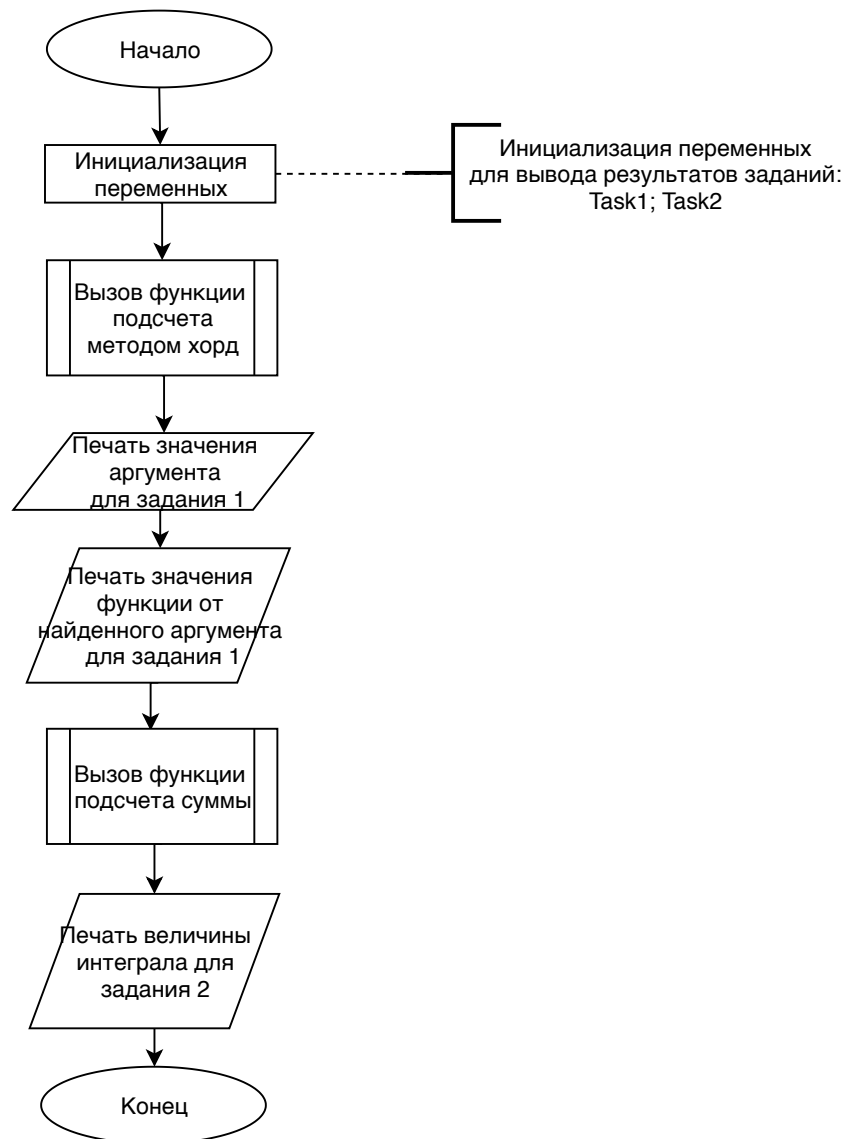 Начало
Инициализация
переменных
Инициализация переменных
для вывода результатов заданий:
Task1; Task2
Вызов функции
подсчета
методом хорд
Печать значения
аргумента
для задания 1
Печать значения
функции от
найденного аргумента
для задания 1
Вызов функции
подсчета суммы
Печать величины
интеграла для
задания 2
Конец